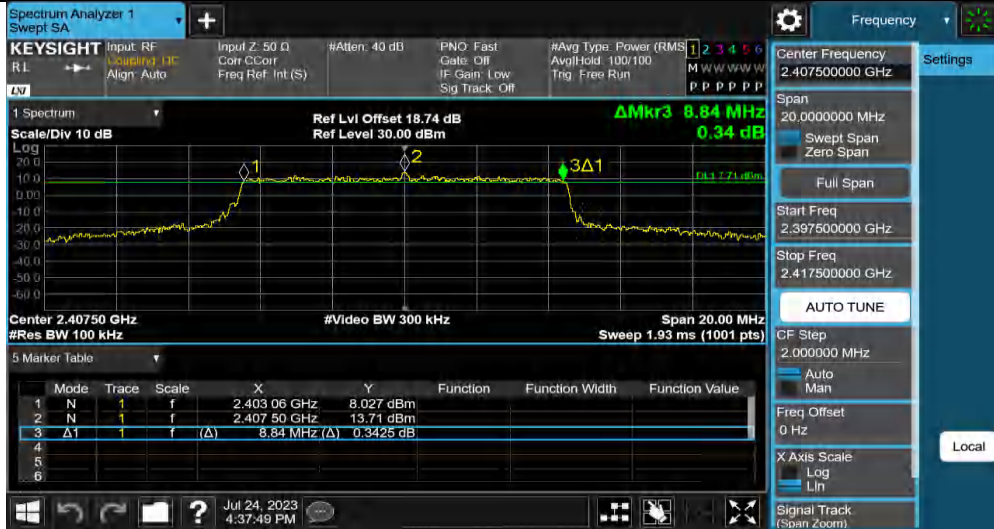 Spectrum Analyzer 1
Swept SA
+
Frequency
KEYSIGHT
RL
LXI
Input: RF
Coupling: DC
Align: Auto
Input Z: 50 Ω
Corr CCorr
Freq Ref: Int (S)
#Atten: 40 dB
PNO: Fast
Gate: Off
IF Gain: Low
Sig Track: Off
#Avg Type: Power (RMS
Avg|Hold: 100/100
Trig: Free Run
1 2 3 4 5 6
M W W W W W
P P P P P P
1 Spectrum
Scale/Div 10 dB
Log
Ref Lvl Offset 18.74 dB
Ref Level 30.00 dBm
ΔMkr3 8.84 MHz
0.34 dB
20.0
10.0
0.00
-10.0
-20.0
-30.0
-40.0
-50.0
-60.0
1
2
3Δ1
DL1 7.71 dBm
Center 2.40750 GHz
#Res BW 100 kHz
#Video BW 300 kHz
Span 20.00 MHz
Sweep 1.93 ms (1001 pts)
5 Marker Table
Mode Trace Scale X Y Function Function Width Function Value
1 N 1 f 2.403 06 GHz 8.027 dBm
2 N 1 f 2.407 50 GHz 13.71 dBm
3 Δ1 1 f (Δ) 8.84 MHz (Δ) 0.3425 dB
4
5
6
?
Jul 24, 2023
4:37:49 PM
Center Frequency
2.407500000 GHz
Span
20.0000000 MHz
Swept Span
Zero Span
Full Span
Start Freq
2.397500000 GHz
Stop Freq
2.417500000 GHz
AUTO TUNE
CF Step
2.000000 MHz
Auto
Man
Freq Offset
0 Hz
X Axis Scale
Log
Lin
Signal Track
(Span Zoom)
Settings
Local